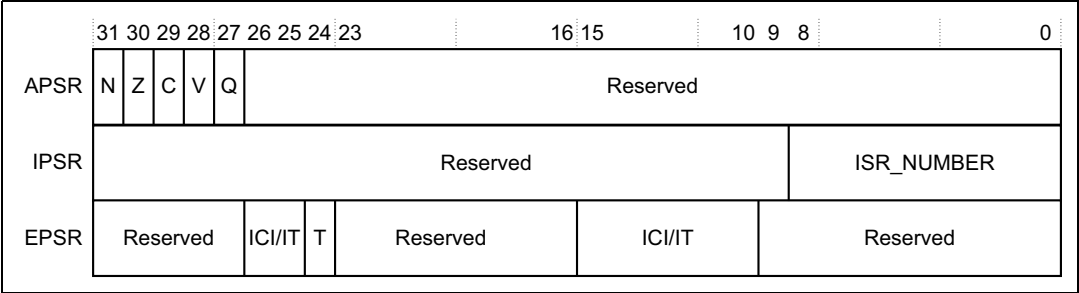 31 30 29 28 27 26 25 24 23 16 15 10 9 8 0
APSR N Z C V Q Reserved
IPSR Reserved ISR_NUMBER
EPSR Reserved ICI/IT T Reserved ICI/IT Reserved